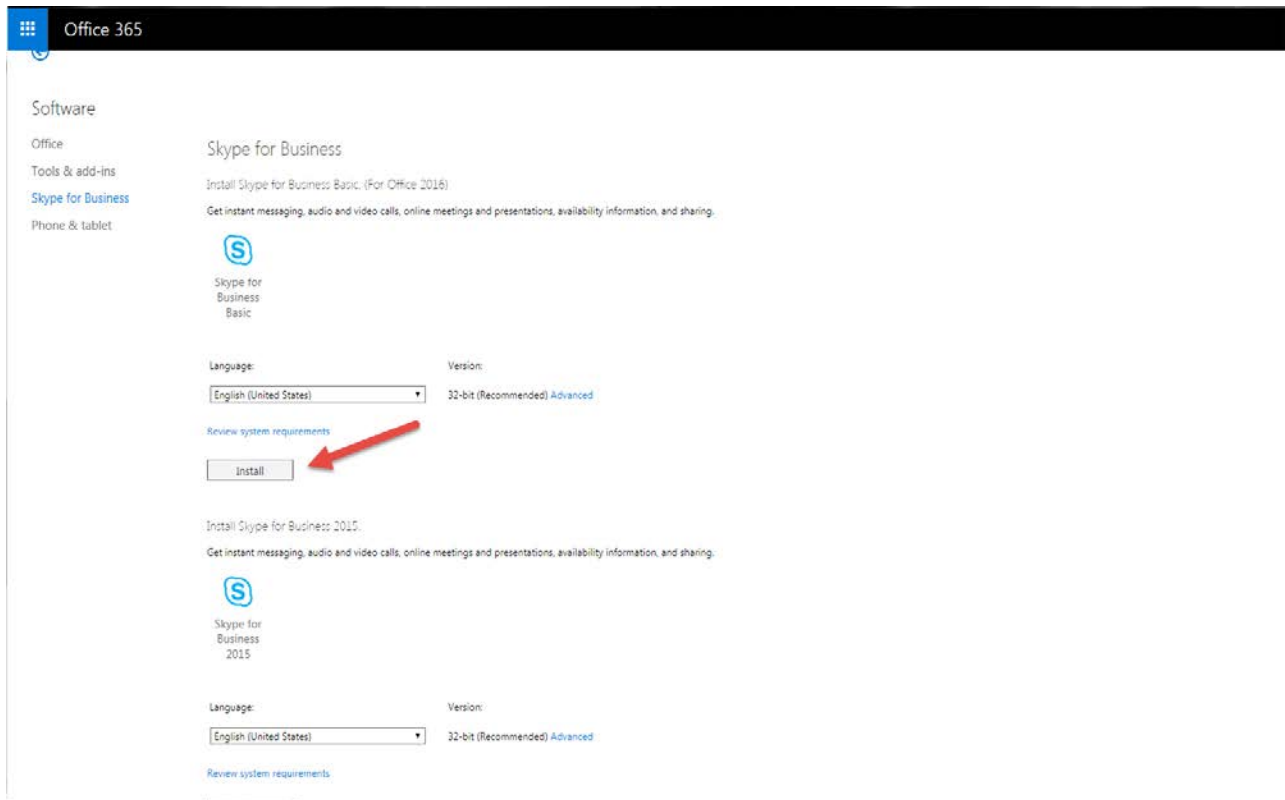 Office 365
Software
Office
Tools & add-ins
Skype for Business
Phone & tablet
Skype for Business
Install Skype for Business Basic. (For Office 2016)
Get instant messaging, audio and video calls, online meetings and presentations, availability information, and sharing.
S
Skype for
Business
Basic
Language: Version:
English (United States) 32-bit (Recommended) Advanced
Review system requirements
Install
Install Skype for Business 2015.
Get instant messaging, audio and video calls, online meetings and presentations, availability information, and sharing.
S
Skype for
Business
2015
Language: Version:
English (United States) 32-bit (Recommended) Advanced
Review system requirements